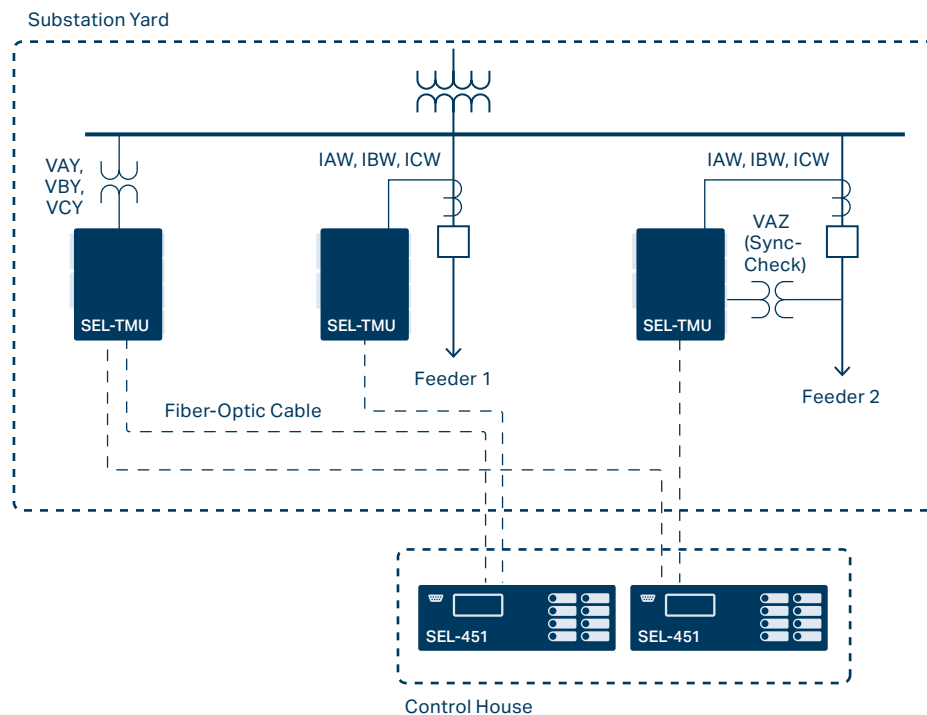 Substation Yard
VAY,
VBY,
VCY
IAW, IBW, ICW
IAW, IBW, ICW
VAZ
(Sync-
Check)
SEL-TMU
SEL-TMU
SEL-TMU
Feeder 1
Feeder 2
Fiber-Optic Cable
SEL-451
SEL-451
Control House